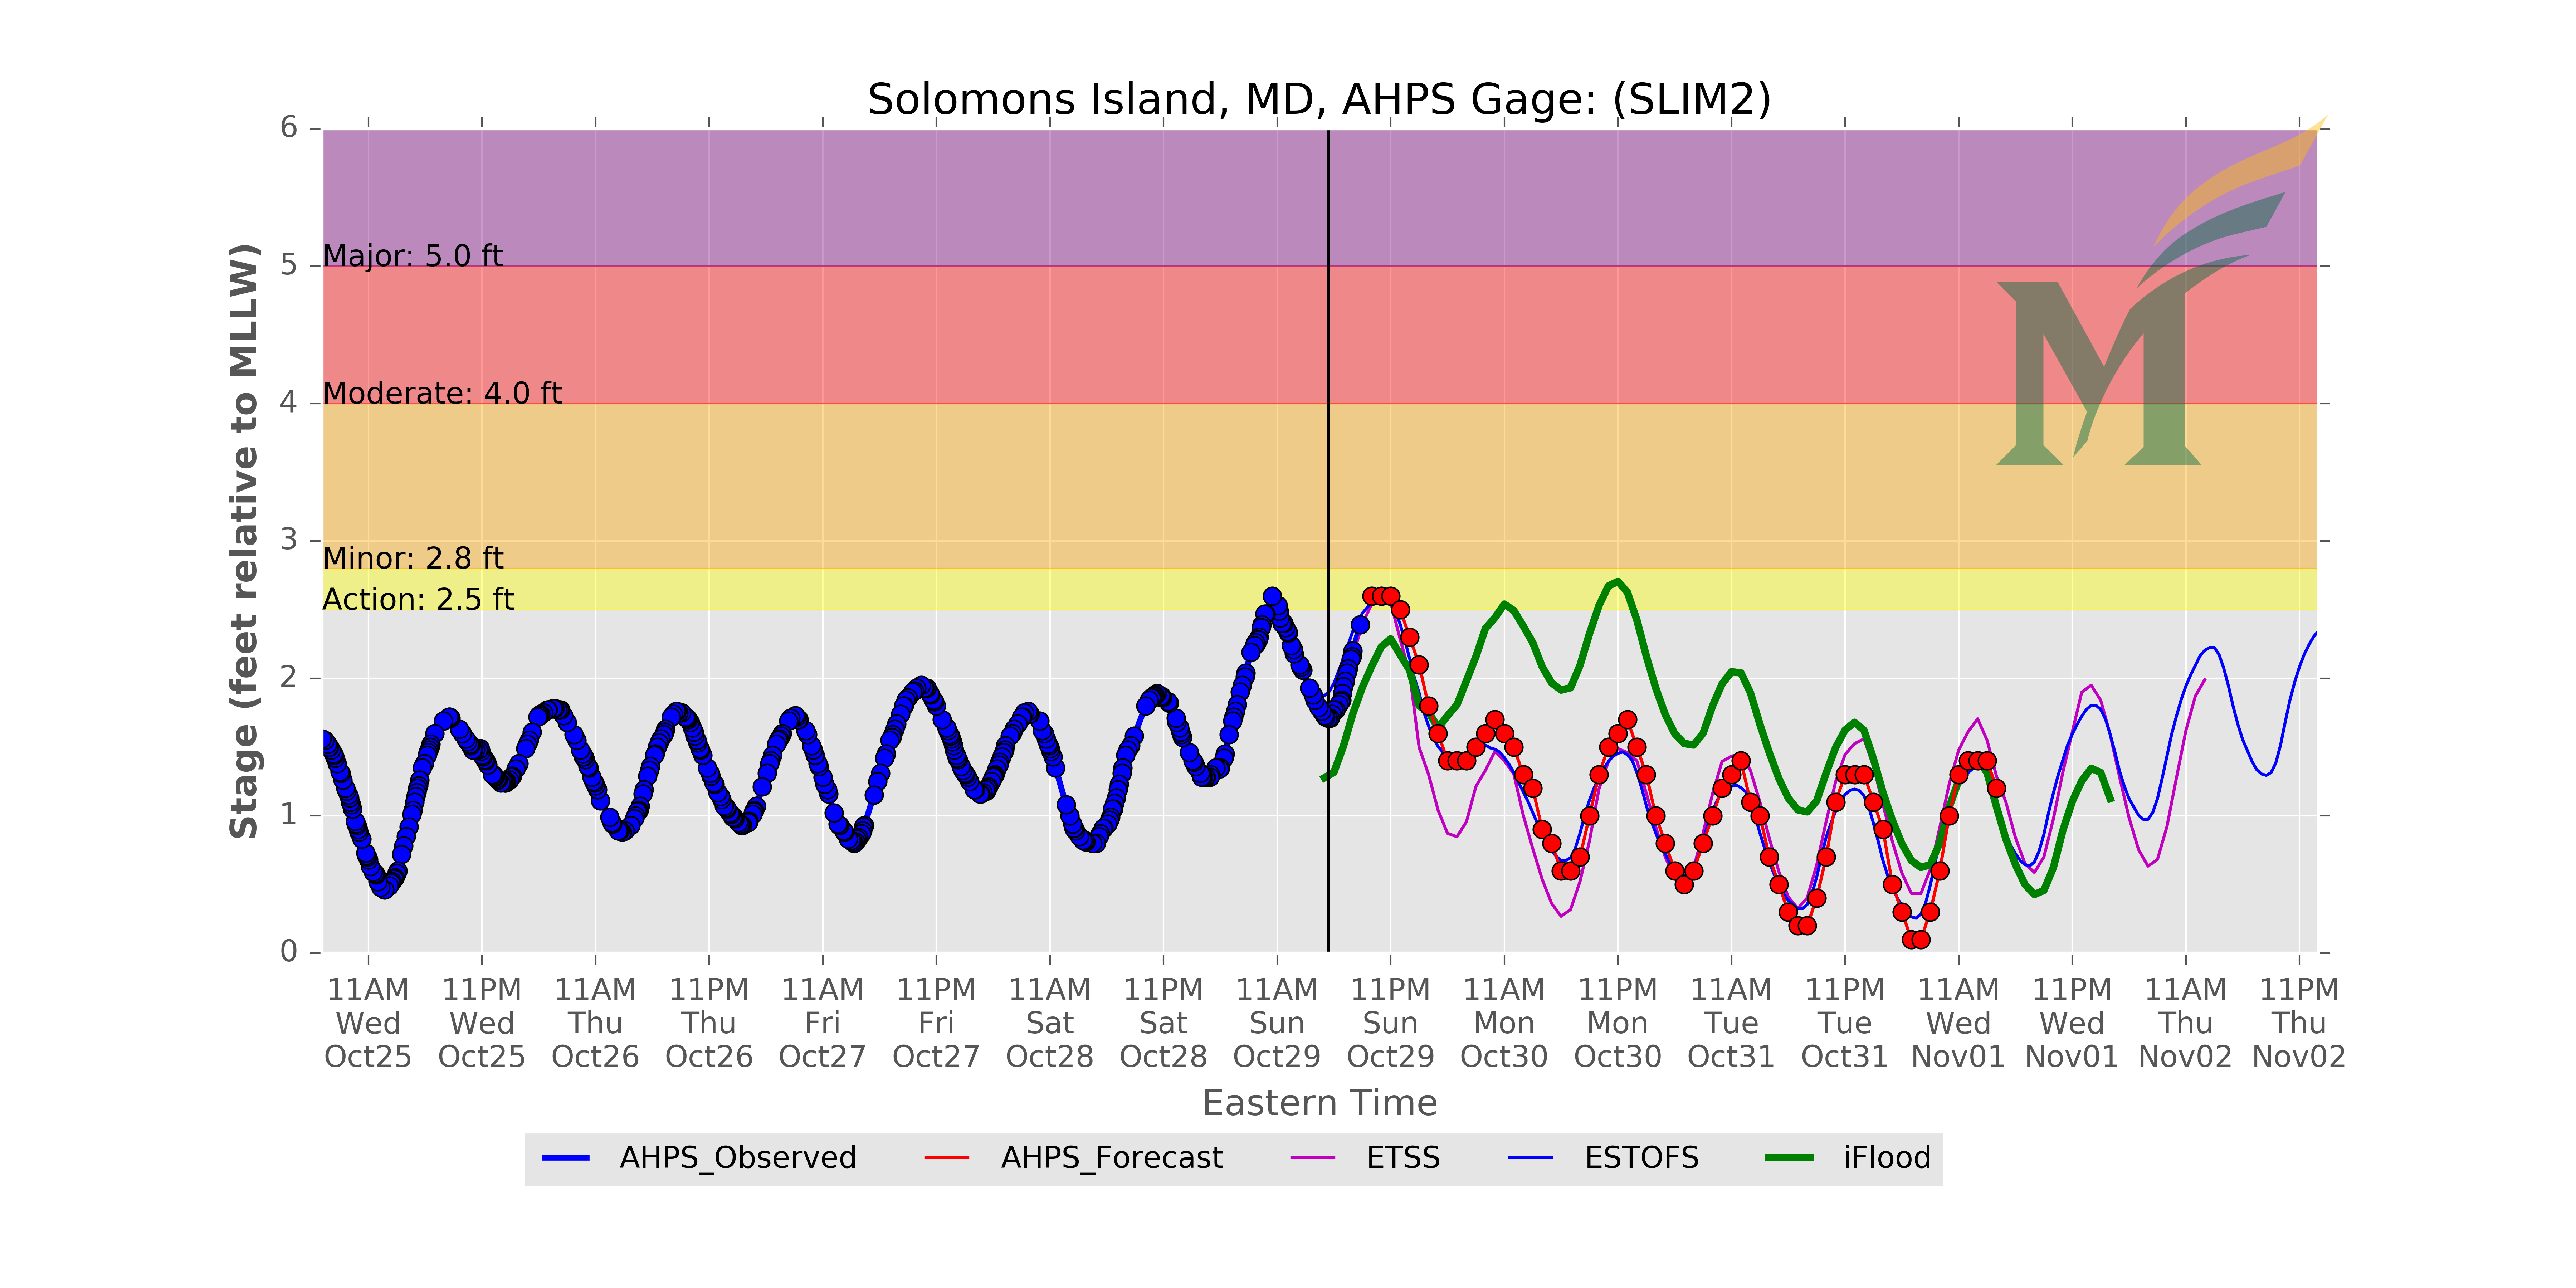 Solomons Island, MD, AHPS Gage: (SLIM2)
Stage (feet relative to MLLW)
6
5
4
3
2
1
0
Major: 5.0 ft
Moderate: 4.0 ft
Minor: 2.8 ft
Action: 2.5 ft
M
11AM 11PM 11AM 11PM 11AM 11PM 11AM 11PM 11AM 11PM 11AM 11PM 11AM 11PM 11AM 11PM 11AM 11PM
Wed Wed Thu Thu Fri Fri Sat Sat Sun Sun Mon Mon Tue Tue Wed Wed Thu Thu
Oct25 Oct25 Oct26 Oct26 Oct27 Oct27 Oct28 Oct28 Oct29 Oct29 Oct30 Oct30 Oct31 Oct31 Nov01 Nov01 Nov02 Nov02
Eastern Time
AHPS_Observed AHPS_Forecast ETSS ESTOFS iFlood